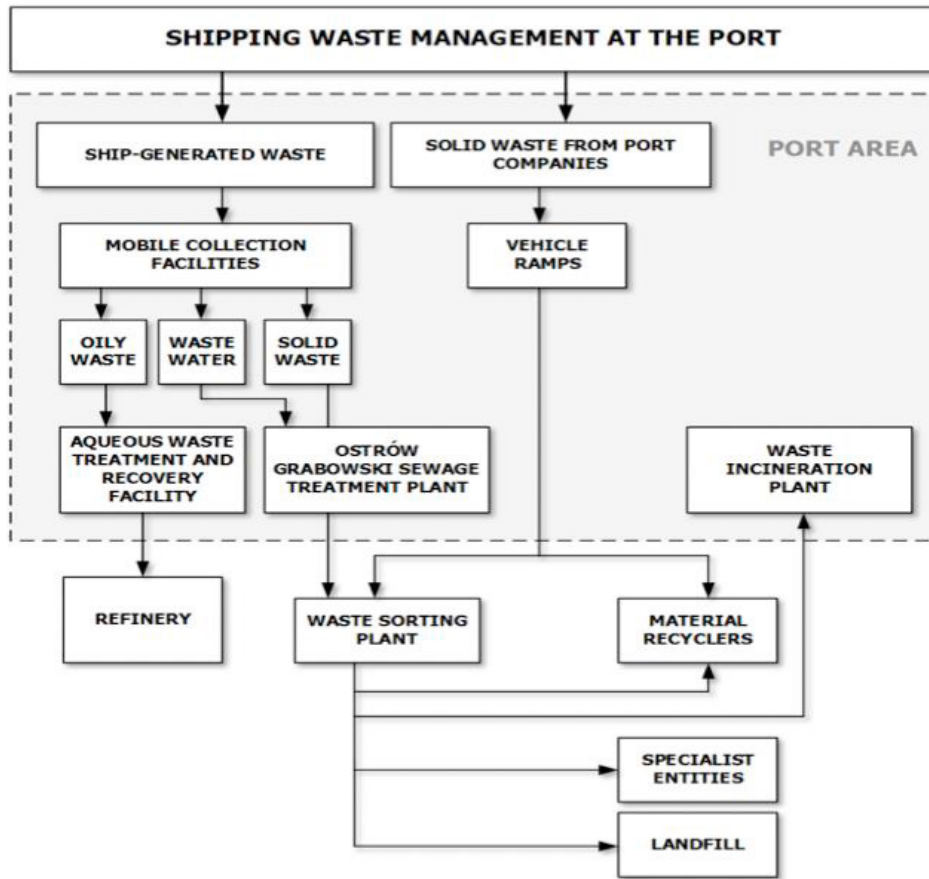 SHIPPING WASTE MANAGEMENT AT THE PORT
PORT AREA
SHIP-GENERATED WASTE
SOLID WASTE FROM PORT
COMPANIES
MOBILE COLLECTION
FACILITIES
VEHICLE
RAMPS
OILY
WASTE
WASTE
WATER
SOLID
WASTE
AQUEOUS WASTE
TREATMENT AND
RECOVERY
FACILITY
OSTRÓW
GRABOWSKI SEWAGE
TREATMENT PLANT
WASTE
INCINERATION
PLANT
REFINERY
WASTE SORTING
PLANT
MATERIAL
RECYCLERS
SPECIALIST
ENTITIES
LANDFILL